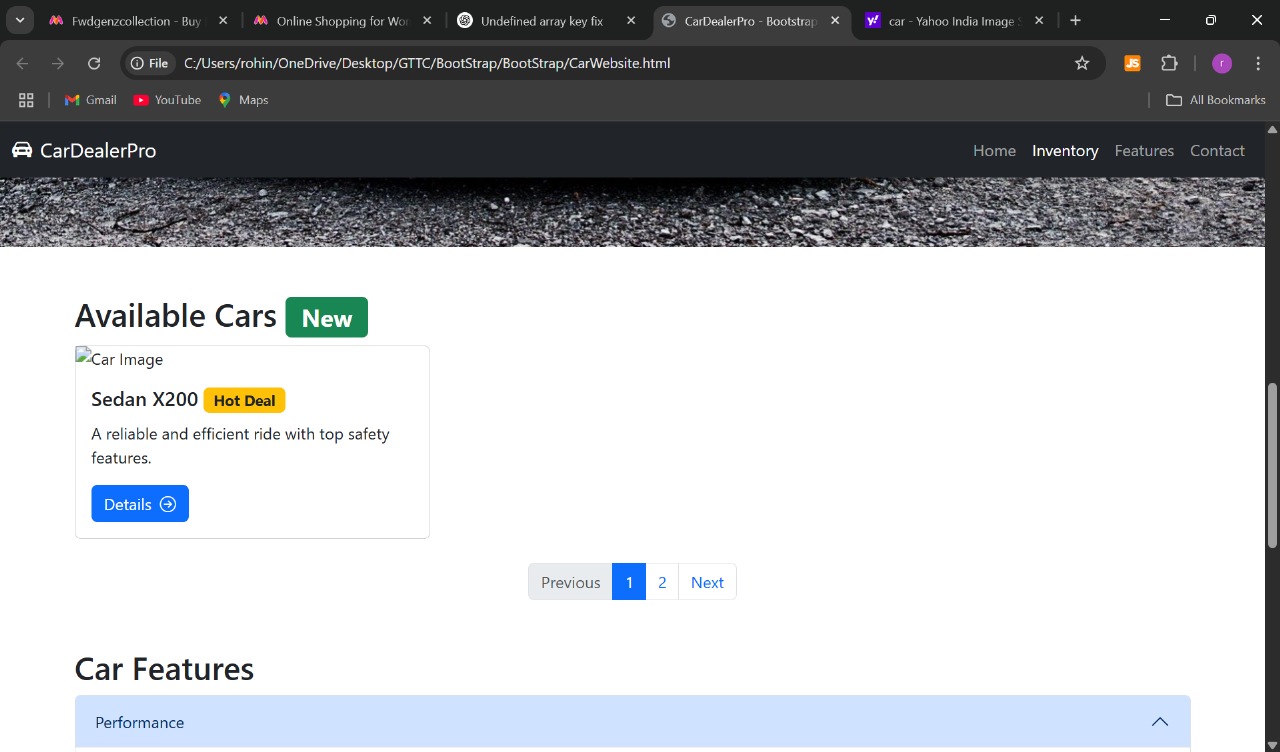 Fwdgenzcollection - Buy
Online Shopping for Wor
Undefined array key fix
CarDealerPro - Bootstrap
car - Yahoo India Image S
File C:/Users/rohin/OneDrive/Desktop/GTTC/BootStrap/BootStrap/CarWebsite.html
JS
r
Gmail YouTube Maps All Bookmarks
CarDealerPro Home Inventory Features Contact
Available Cars New
Car Image
Sedan X200 Hot Deal
A reliable and efficient ride with top safety
features.
Details
Previous 1 2 Next
Car Features
Performance